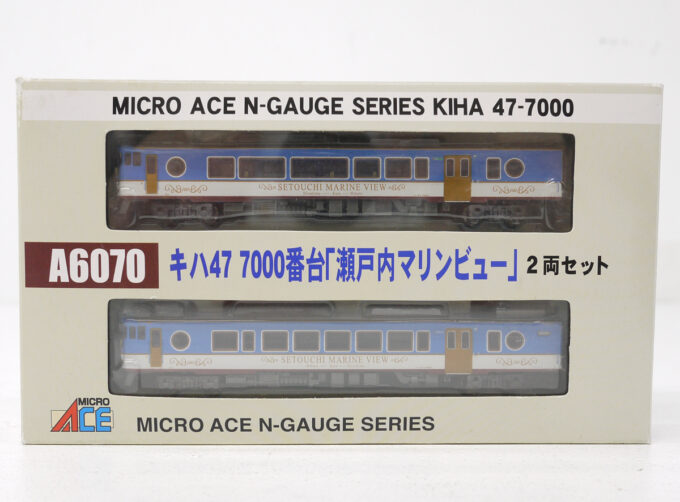 MICRO ACE N-GAUGE SERIES KIHA 47-7000
SETOUCHI MARINE VIEW
A6070 キハ47 7000番台「瀬戸内マリンビュー」2両セット
SETOUCHI MARINE VIEW
MICRO ACE
MICRO ACE N-GAUGE SERIES